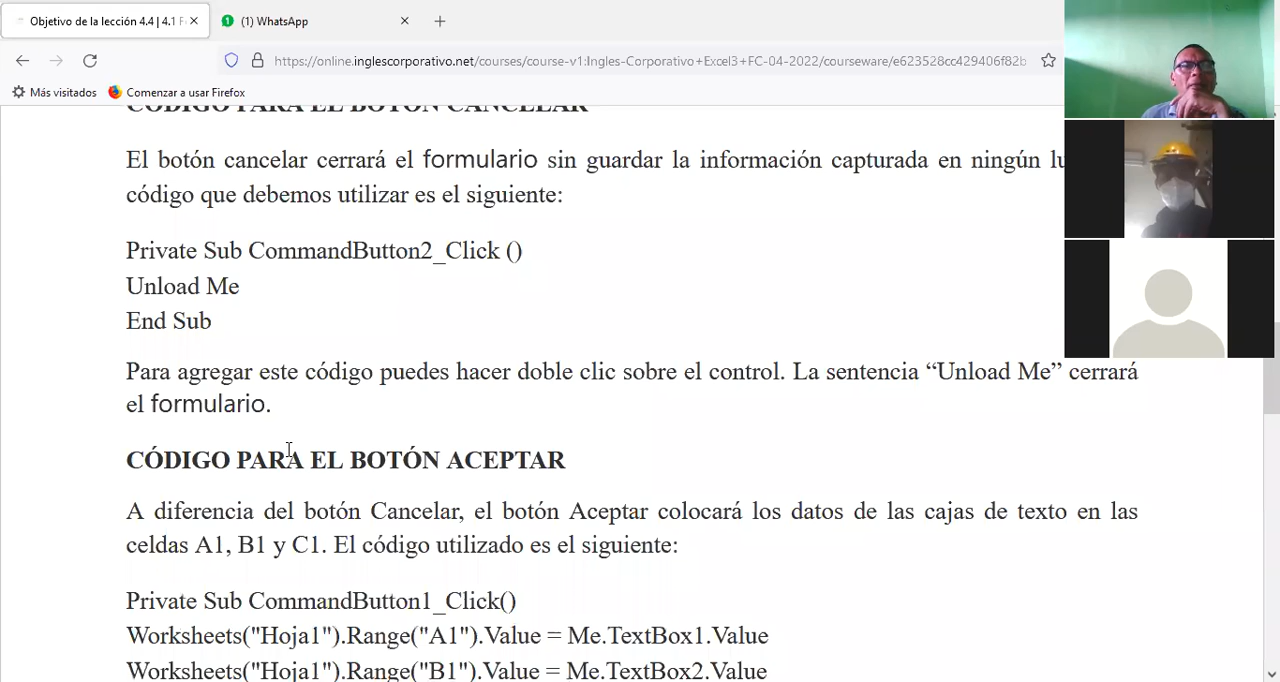 Objetivo de la lección 4.4 | 4.1 F
1 (1) WhatsApp
https://online.inglescorporativo.net/courses/course-v1:Ingles-Corporativo+Excel3+FC-04-2022/courseware/e623528cc429406f82b
Más visitados Comenzar a usar Firefox
CÓDIGO PARA EL BOTÓN CANCELAR
El botón cancelar cerrará el formulario sin guardar la información capturada en ningún lu
código que debemos utilizar es el siguiente:
Private Sub CommandButton2_Click ()
Unload Me
End Sub
Para agregar este código puedes hacer doble clic sobre el control. La sentencia “Unload Me” cerrará
el formulario.
CÓDIGO PARA EL BOTÓN ACEPTAR
A diferencia del botón Cancelar, el botón Aceptar colocará los datos de las cajas de texto en las
celdas A1, B1 y C1. El código utilizado es el siguiente:
Private Sub CommandButton1_Click()
Worksheets("Hoja1").Range("A1").Value = Me.TextBox1.Value
Worksheets("Hoja1").Range("B1").Value = Me.TextBox2.Value